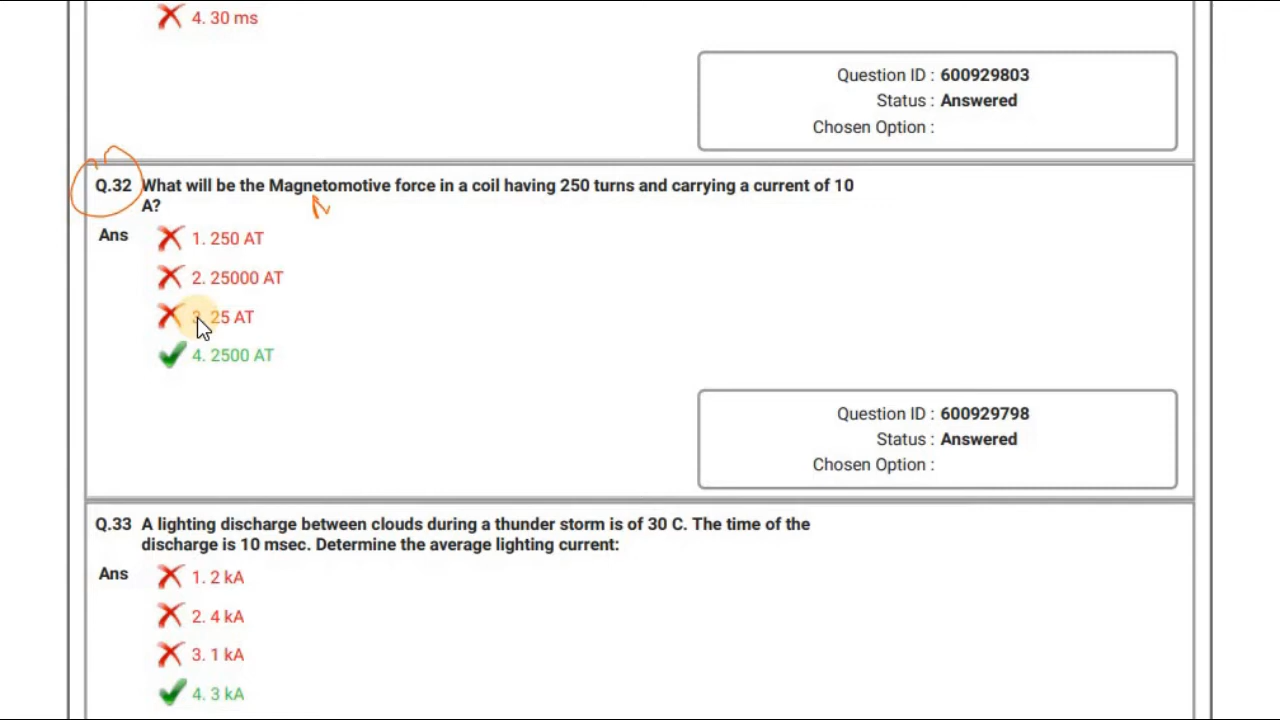 4. 30 ms
Question ID : 600929803
Status : Answered
Chosen Option :
Q.32 What will be the Magnetomotive force in a coil having 250 turns and carrying a current of 10
A?
Ans 1. 250 AT
2. 25000 AT
3. 25 AT
4. 2500 AT
Question ID : 600929798
Status : Answered
Chosen Option :
Q.33 A lighting discharge between clouds during a thunder storm is of 30 C. The time of the
discharge is 10 msec. Determine the average lighting current:
Ans 1. 2 kA
2. 4 kA
3. 1 kA
4. 3 kA